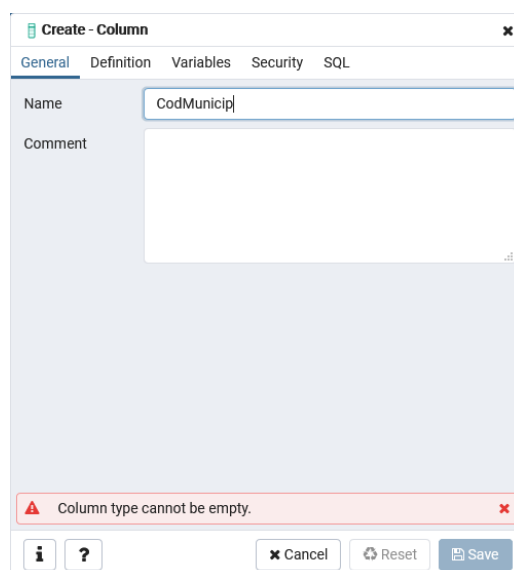 Create - Column
General Definition Variables Security SQL
Name CodMunicip
Comment
Column type cannot be empty.
i ? Cancel Reset Save